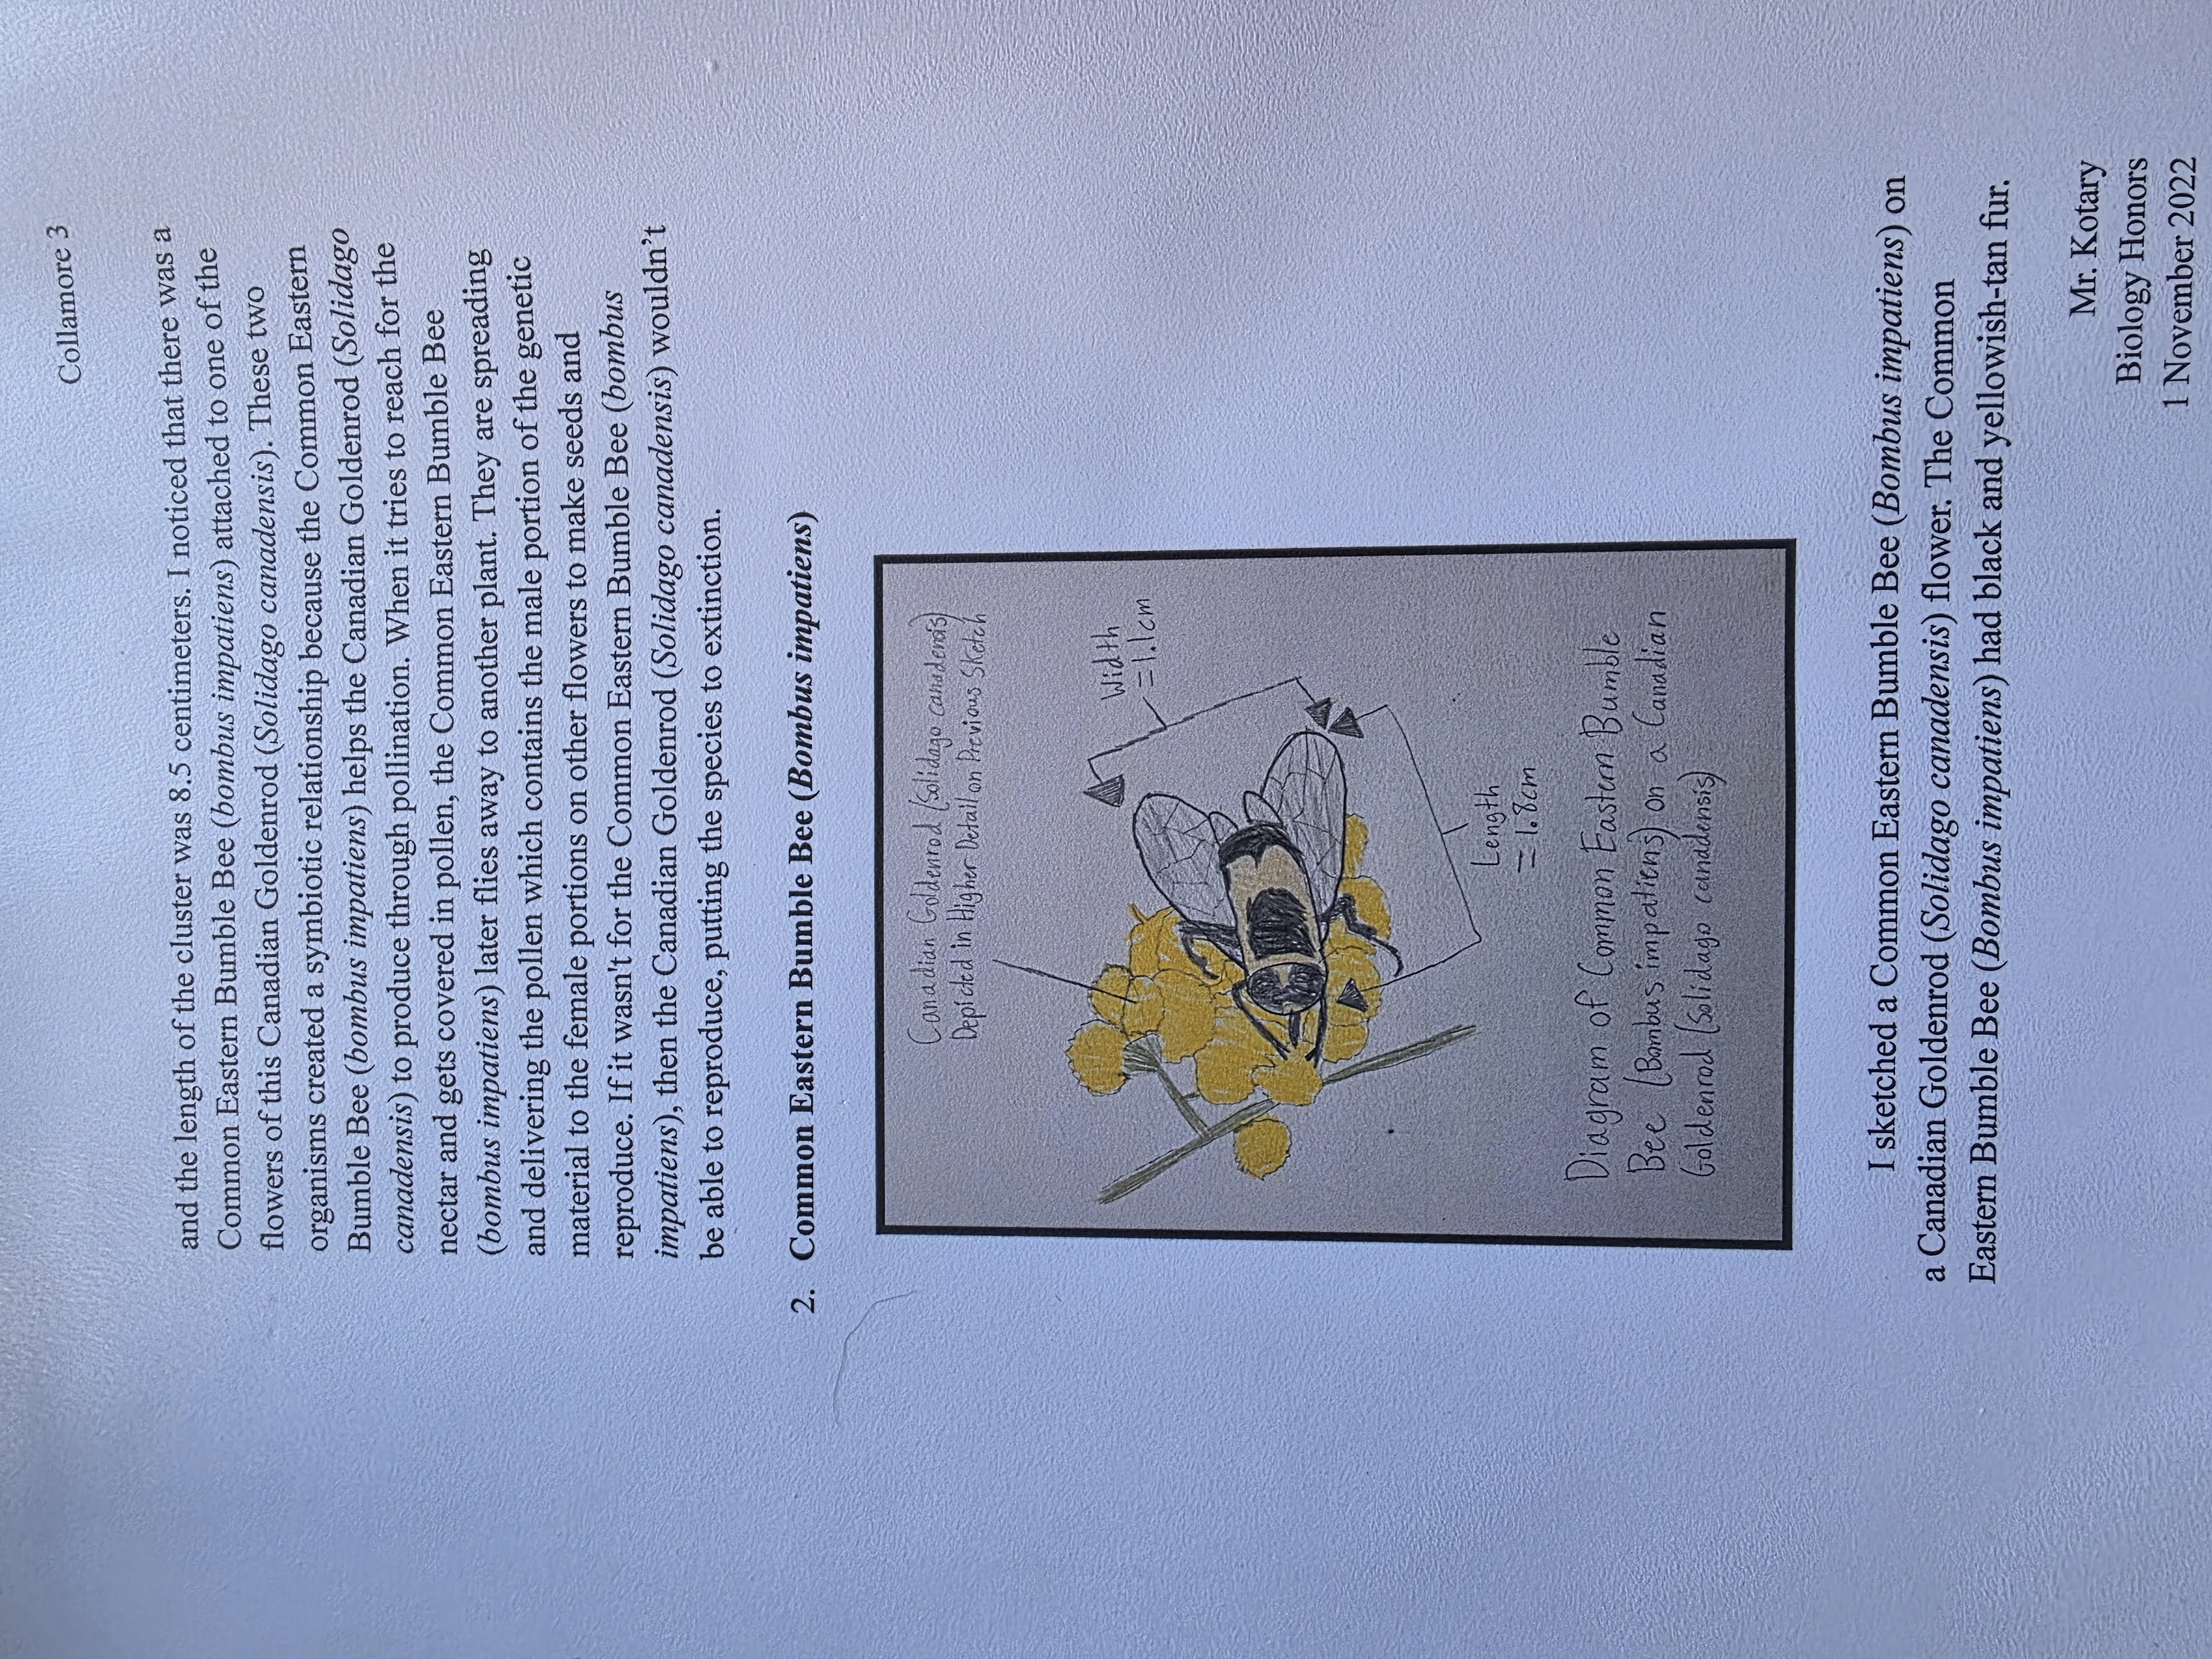 Collamore 3
and the length of the cluster was 8.5 centimeters. I noticed that there was a
Common Eastern Bumble Bee (bombus impatiens) attached to one of the
flowers of this Canadian Goldenrod (Solidago canadensis). These two
organisms created a symbiotic relationship because the Common Eastern
Bumble Bee (bombus impatiens) helps the Canadian Goldenrod (Solidago
canadensis) to produce through pollination. When it tries to reach for the
nectar and gets covered in pollen, the Common Eastern Bumble Bee
(bombus impatiens) later flies away to another plant. They are spreading
and delivering the pollen which contains the male portion of the genetic
material to the female portions on other flowers to make seeds and
reproduce. If it wasn't for the Common Eastern Bumble Bee (bombus
impatiens), then the Canadian Goldenrod (Solidago canadensis) wouldn’t
be able to reproduce, putting the species to extinction.
2. Common Eastern Bumble Bee (Bombus impatiens)
Canadian Goldenrod (Solidago canadensis)
Depicted in Higher Detail on Previous Sketch
Width
=1.1cm
Length
= 1.8cm
Diagram of Common Eastern Bumble
Bee (Bombus impatiens) on a Canadian
Goldenrod (Solidago canadensis)
I sketched a Common Eastern Bumble Bee (Bombus impatiens) on
a Canadian Goldenrod (Solidago canadensis) flower. The Common
Eastern Bumble Bee (Bombus impatiens) had black and yellowish-tan fur.
Mr. Kotary
Biology Honors
1 November 2022